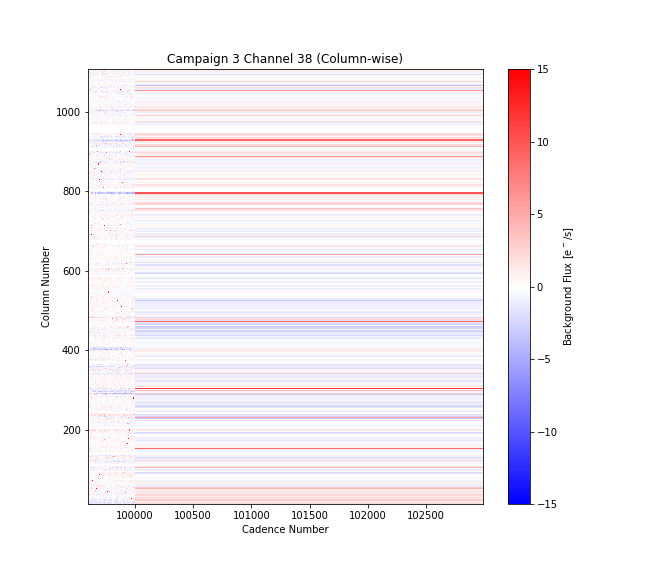 Campaign 3 Channel 38 (Column-wise)
1000
800
600
400
200
Column Number
100000 100500 101000 101500 102000 102500
Cadence Number
15
10
5
0
−5
−10
−15
Background Flux [e⁻/s]